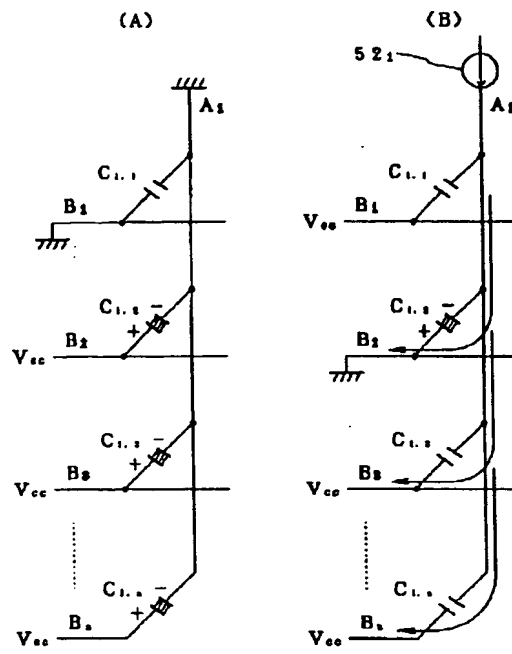 (A)
A₁
C₁.₁
B₁
C₁.₂
−
+
B₂
Vcc
C₁.₃
−
+
B₃
Vcc
C₁.ₙ
−
+
Bₙ
Vcc
(B)
52₁
A₁
C₁.₁
B₁
Vcc
C₁.₂
−
+
B₂
C₁.₃
B₃
Vcc
C₁.ₙ
Bₙ
Vcc